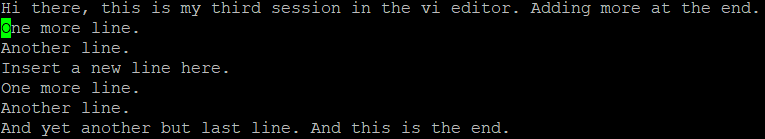 Hi there, this is my third session in the vi editor. Adding more at the end.
One more line.
Another line.
Insert a new line here.
One more line.
Another line.
And yet another but last line. And this is the end.